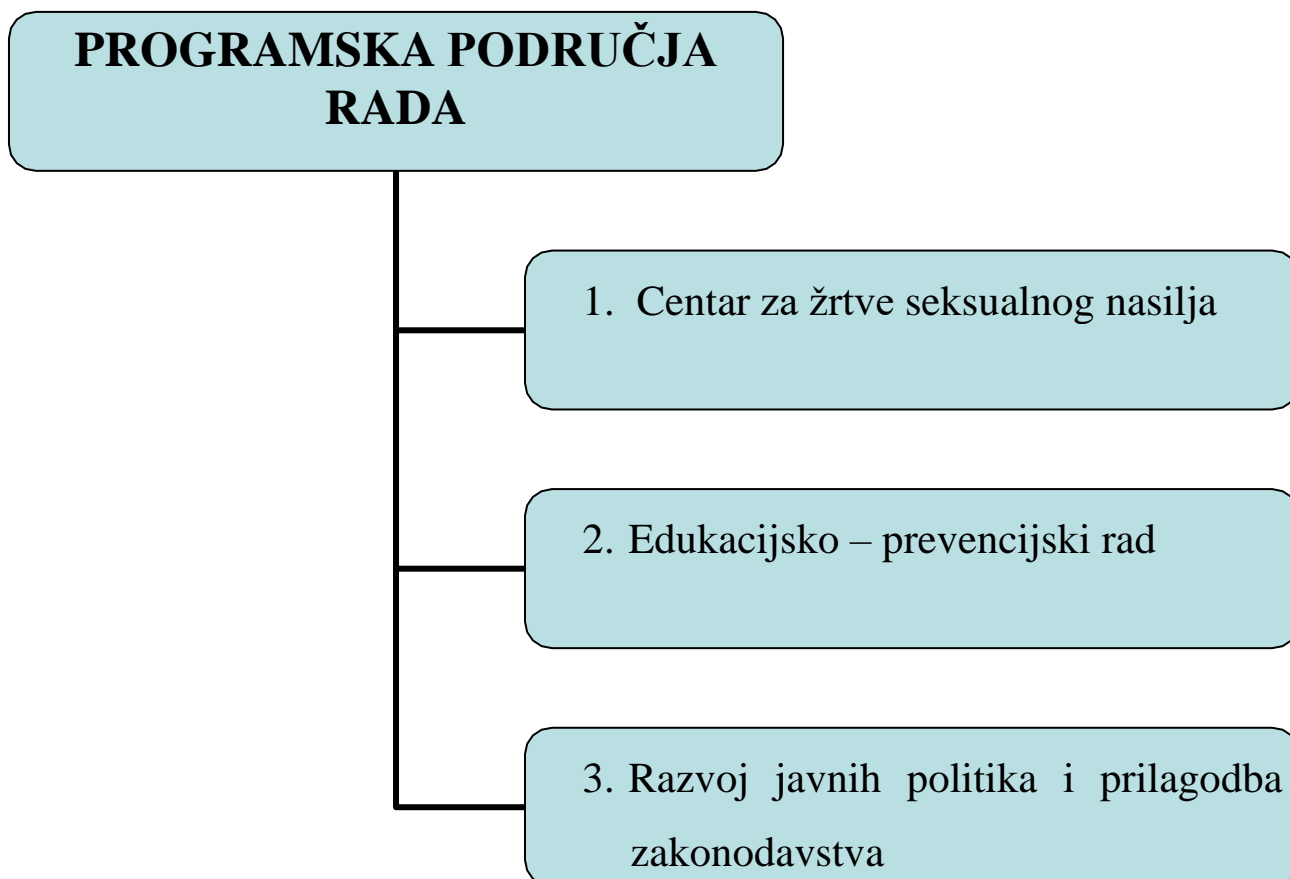 PROGRAMSKA PODRUČJA
RADA
1. Centar za žrtve seksualnog nasilja
2. Edukacijsko – prevencijski rad
3. Razvoj javnih politika i prilagodba
zakonodavstva